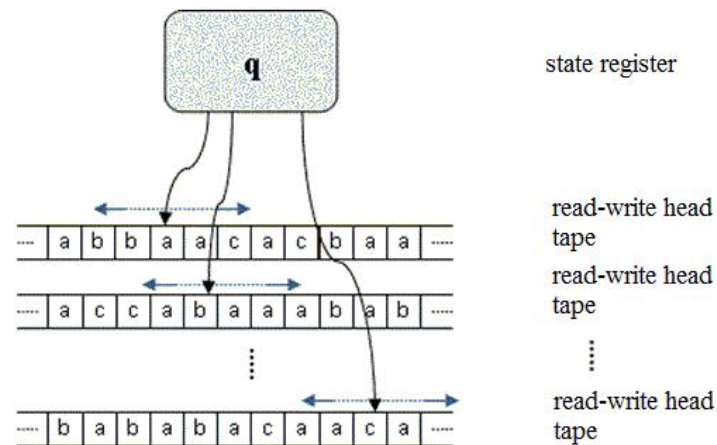 q
state register
read-write head
..... a b b a a c a c b a a .....
tape
read-write head
..... a c c a b a a a b a b .....
tape
read-write head
..... b a b a b a c a a c a .....
tape